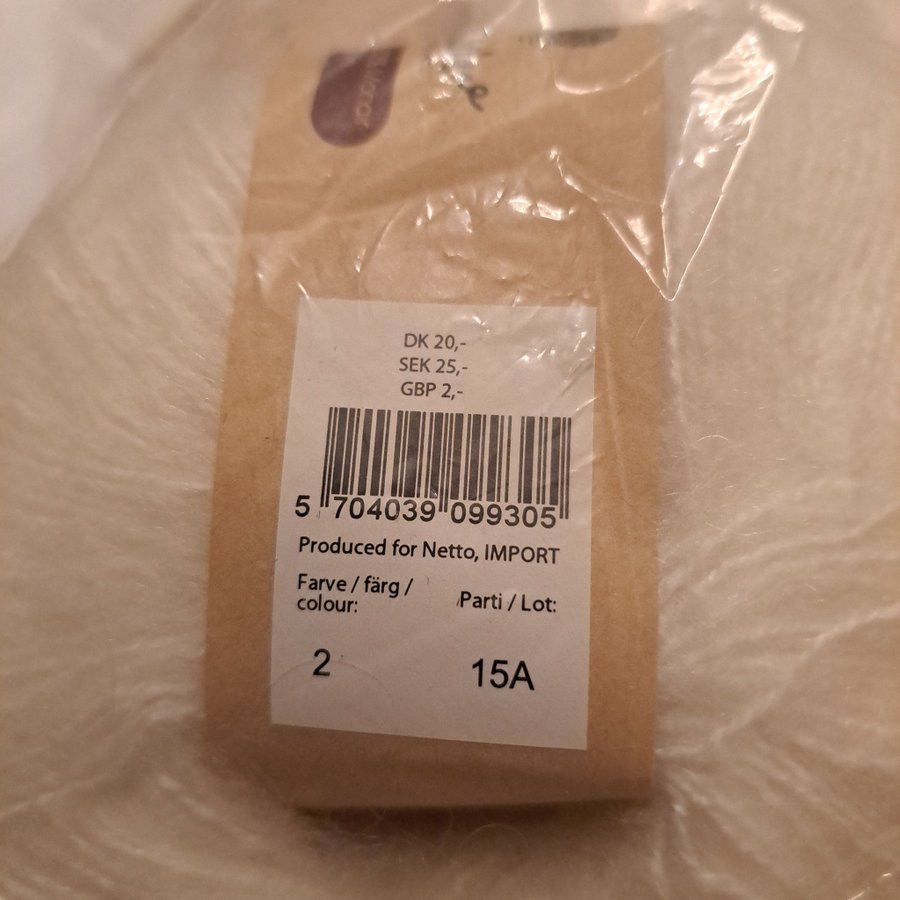 DK 20,-
SEK 25,-
GBP 2,-
5 704039 099305
Produced for Netto, IMPORT
Farve / färg / colour:
Parti / Lot:
2
15A